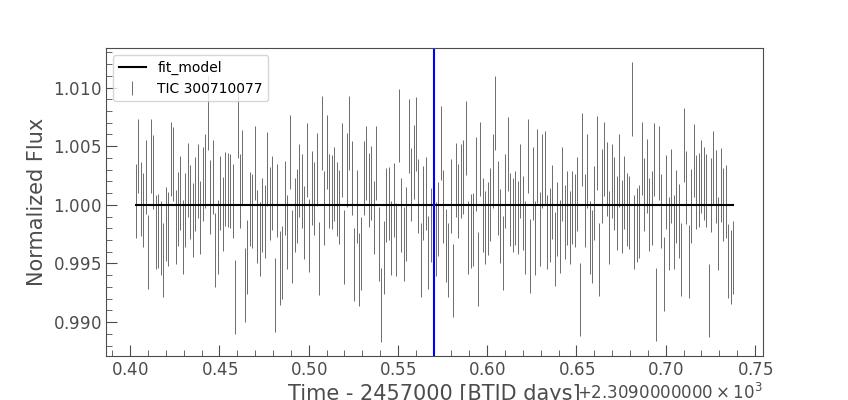 fit_model
TIC 300710077
1.010
1.005
1.000
0.995
0.990
Normalized Flux
0.40 0.45 0.50 0.55 0.60 0.65 0.70 0.75
Time - 2457000 [BTJD days]
+2.3090000000 × 10³